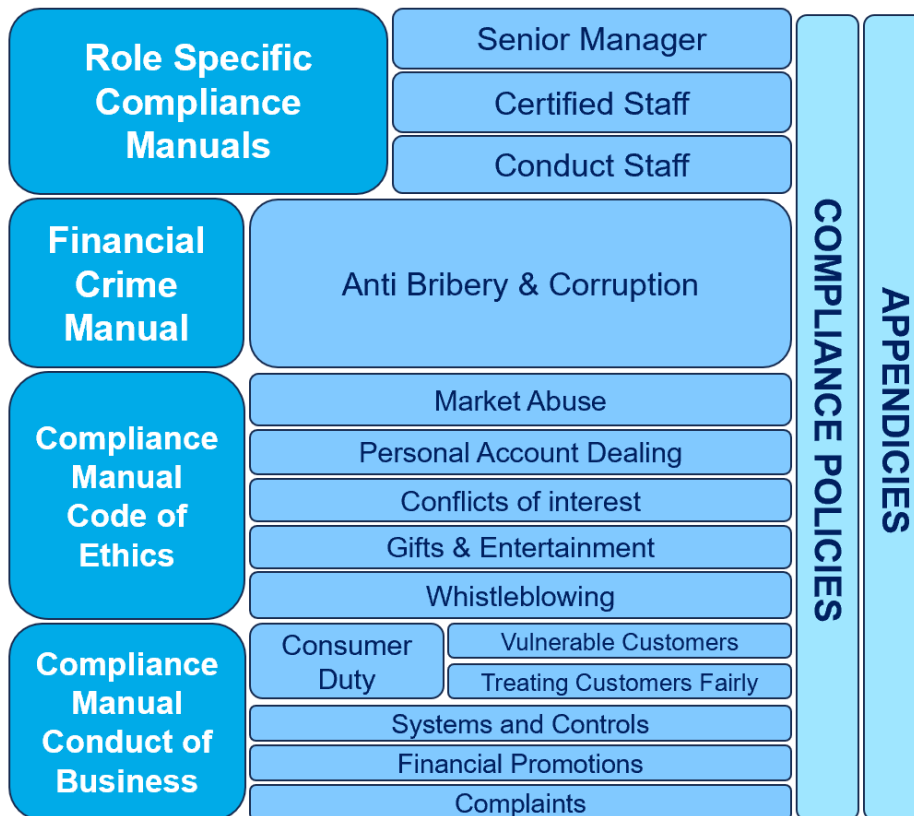 Role Specific
Compliance
Manuals
Senior Manager
Certified Staff
Conduct Staff
Financial
Crime
Manual
Anti Bribery & Corruption
Compliance
Manual
Code of
Ethics
Market Abuse
Personal Account Dealing
Conflicts of interest
Gifts & Entertainment
Whistleblowing
Compliance
Manual
Conduct of
Business
Consumer
Duty
Vulnerable Customers
Treating Customers Fairly
Systems and Controls
Financial Promotions
Complaints
COMPLIANCE POLICIES
APPENDICIES